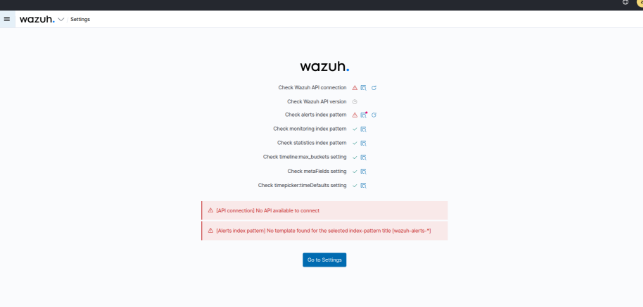 wazuh. Settings
wazuh.
Check Wazuh API connection
Check Wazuh API version
Check alerts index pattern
Check monitoring index pattern
Check statistics index pattern
Check timeline:max_buckets setting
Check metaFields setting
Check timepicker:timeDefaults setting
[API connection] No API available to connect
[Alerts index pattern] No template found for the selected index-pattern title [wazuh-alerts-*]
Go to Settings